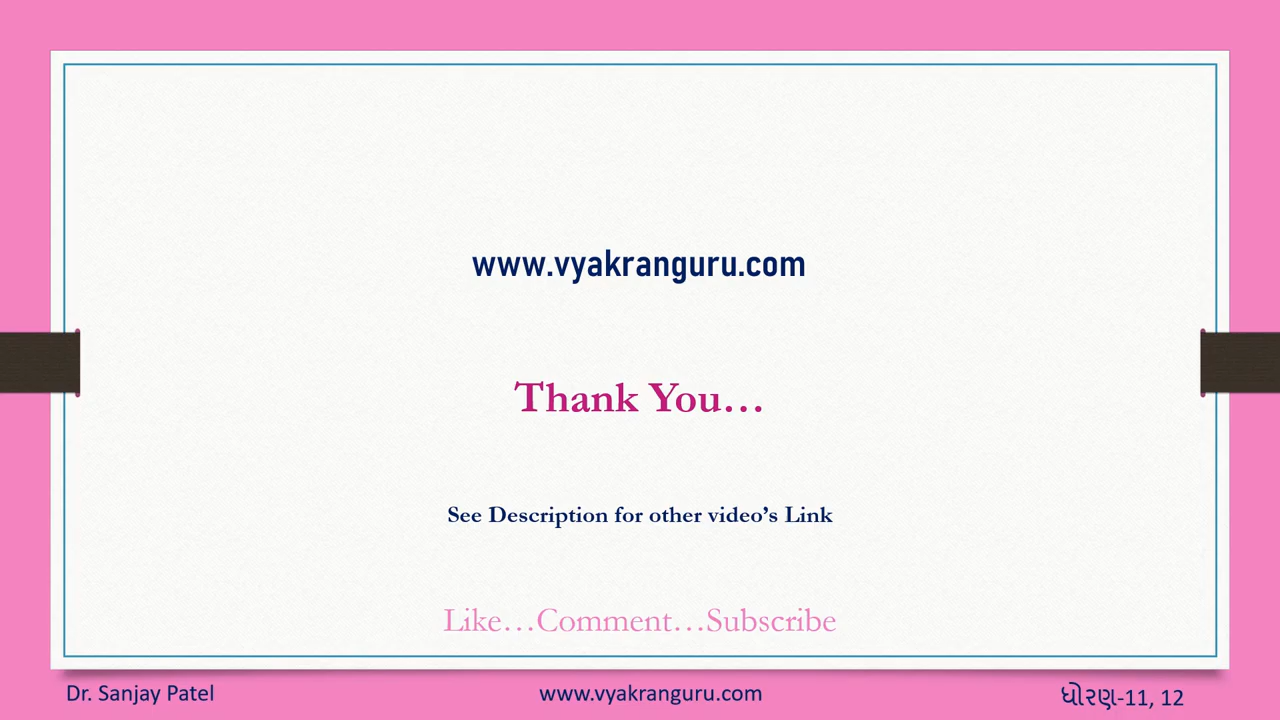 www.vyakranguru.com
Thank You…
See Description for other video’s Link
Like…Comment…Subscribe
Dr. Sanjay Patel
www.vyakranguru.com
ધોરણ-11, 12